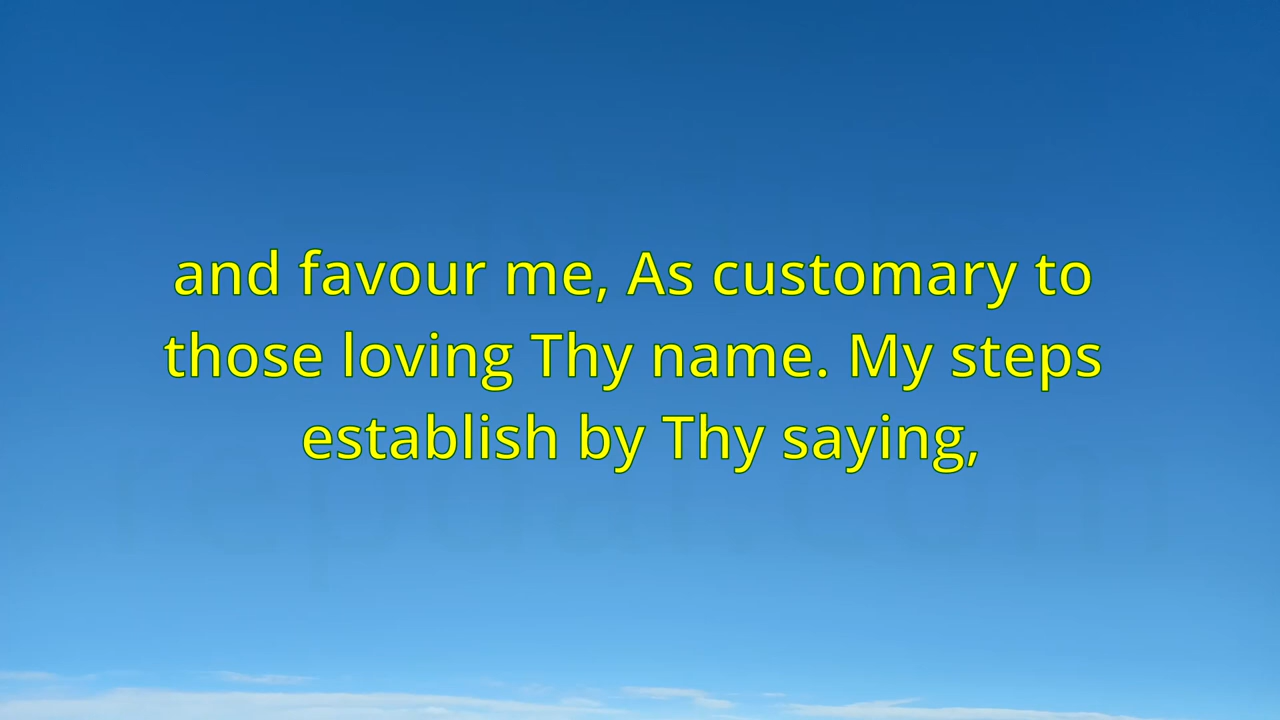 and favour me, As customary to
those loving Thy name. My steps
establish by Thy saying,